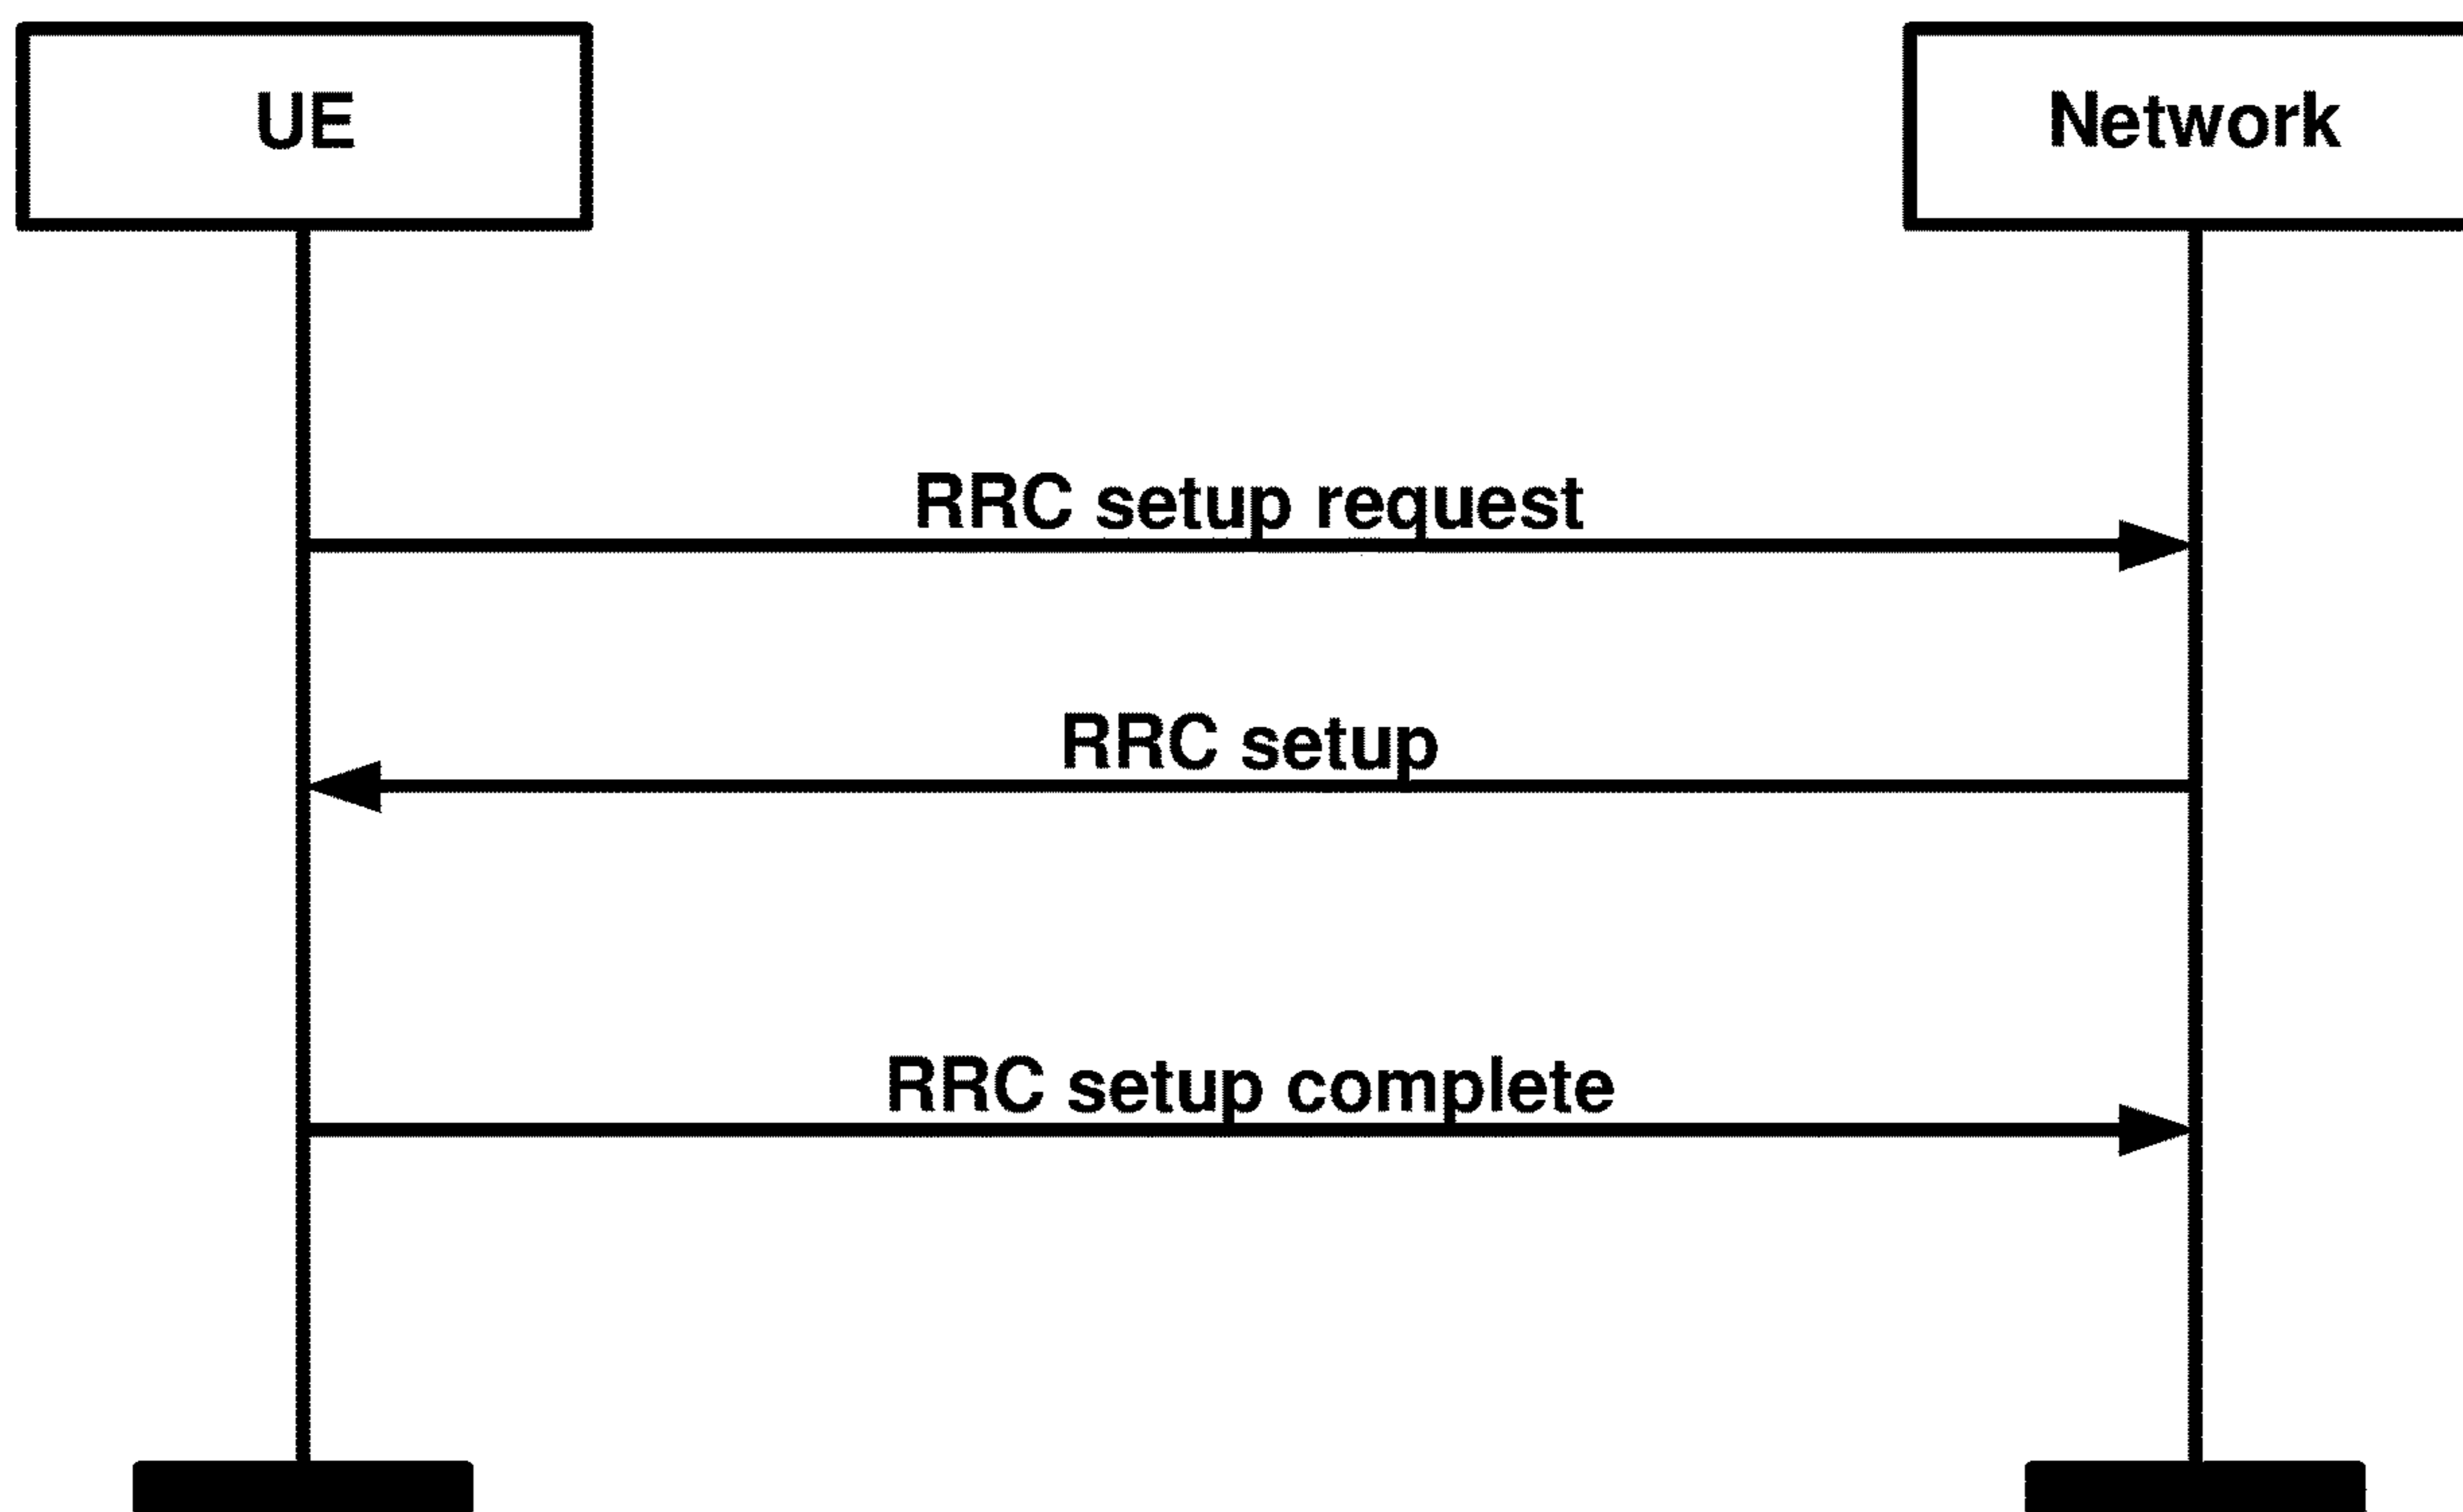 UE
Network
RRC setup request
RRC setup
RRC setup complete